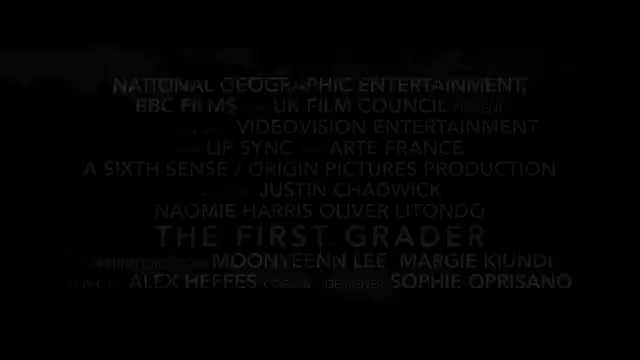 NATIONAL GEOGRAPHIC ENTERTAINMENT,
BBC FILMS UK FILM COUNCIL
VIDEOVISION ENTERTAINMENT
LIP SYNC ARTE FRANCE
A SIXTH SENSE / ORIGIN PICTURES PRODUCTION
JUSTIN CHADWICK
NAOMIE HARRIS OLIVER LITONDO
THE FIRST GRADER
MOONYEENN LEE MARGIE KIUNDI
ALEX HEFFES COSTUME DESIGNER SOPHIE OPRISANO